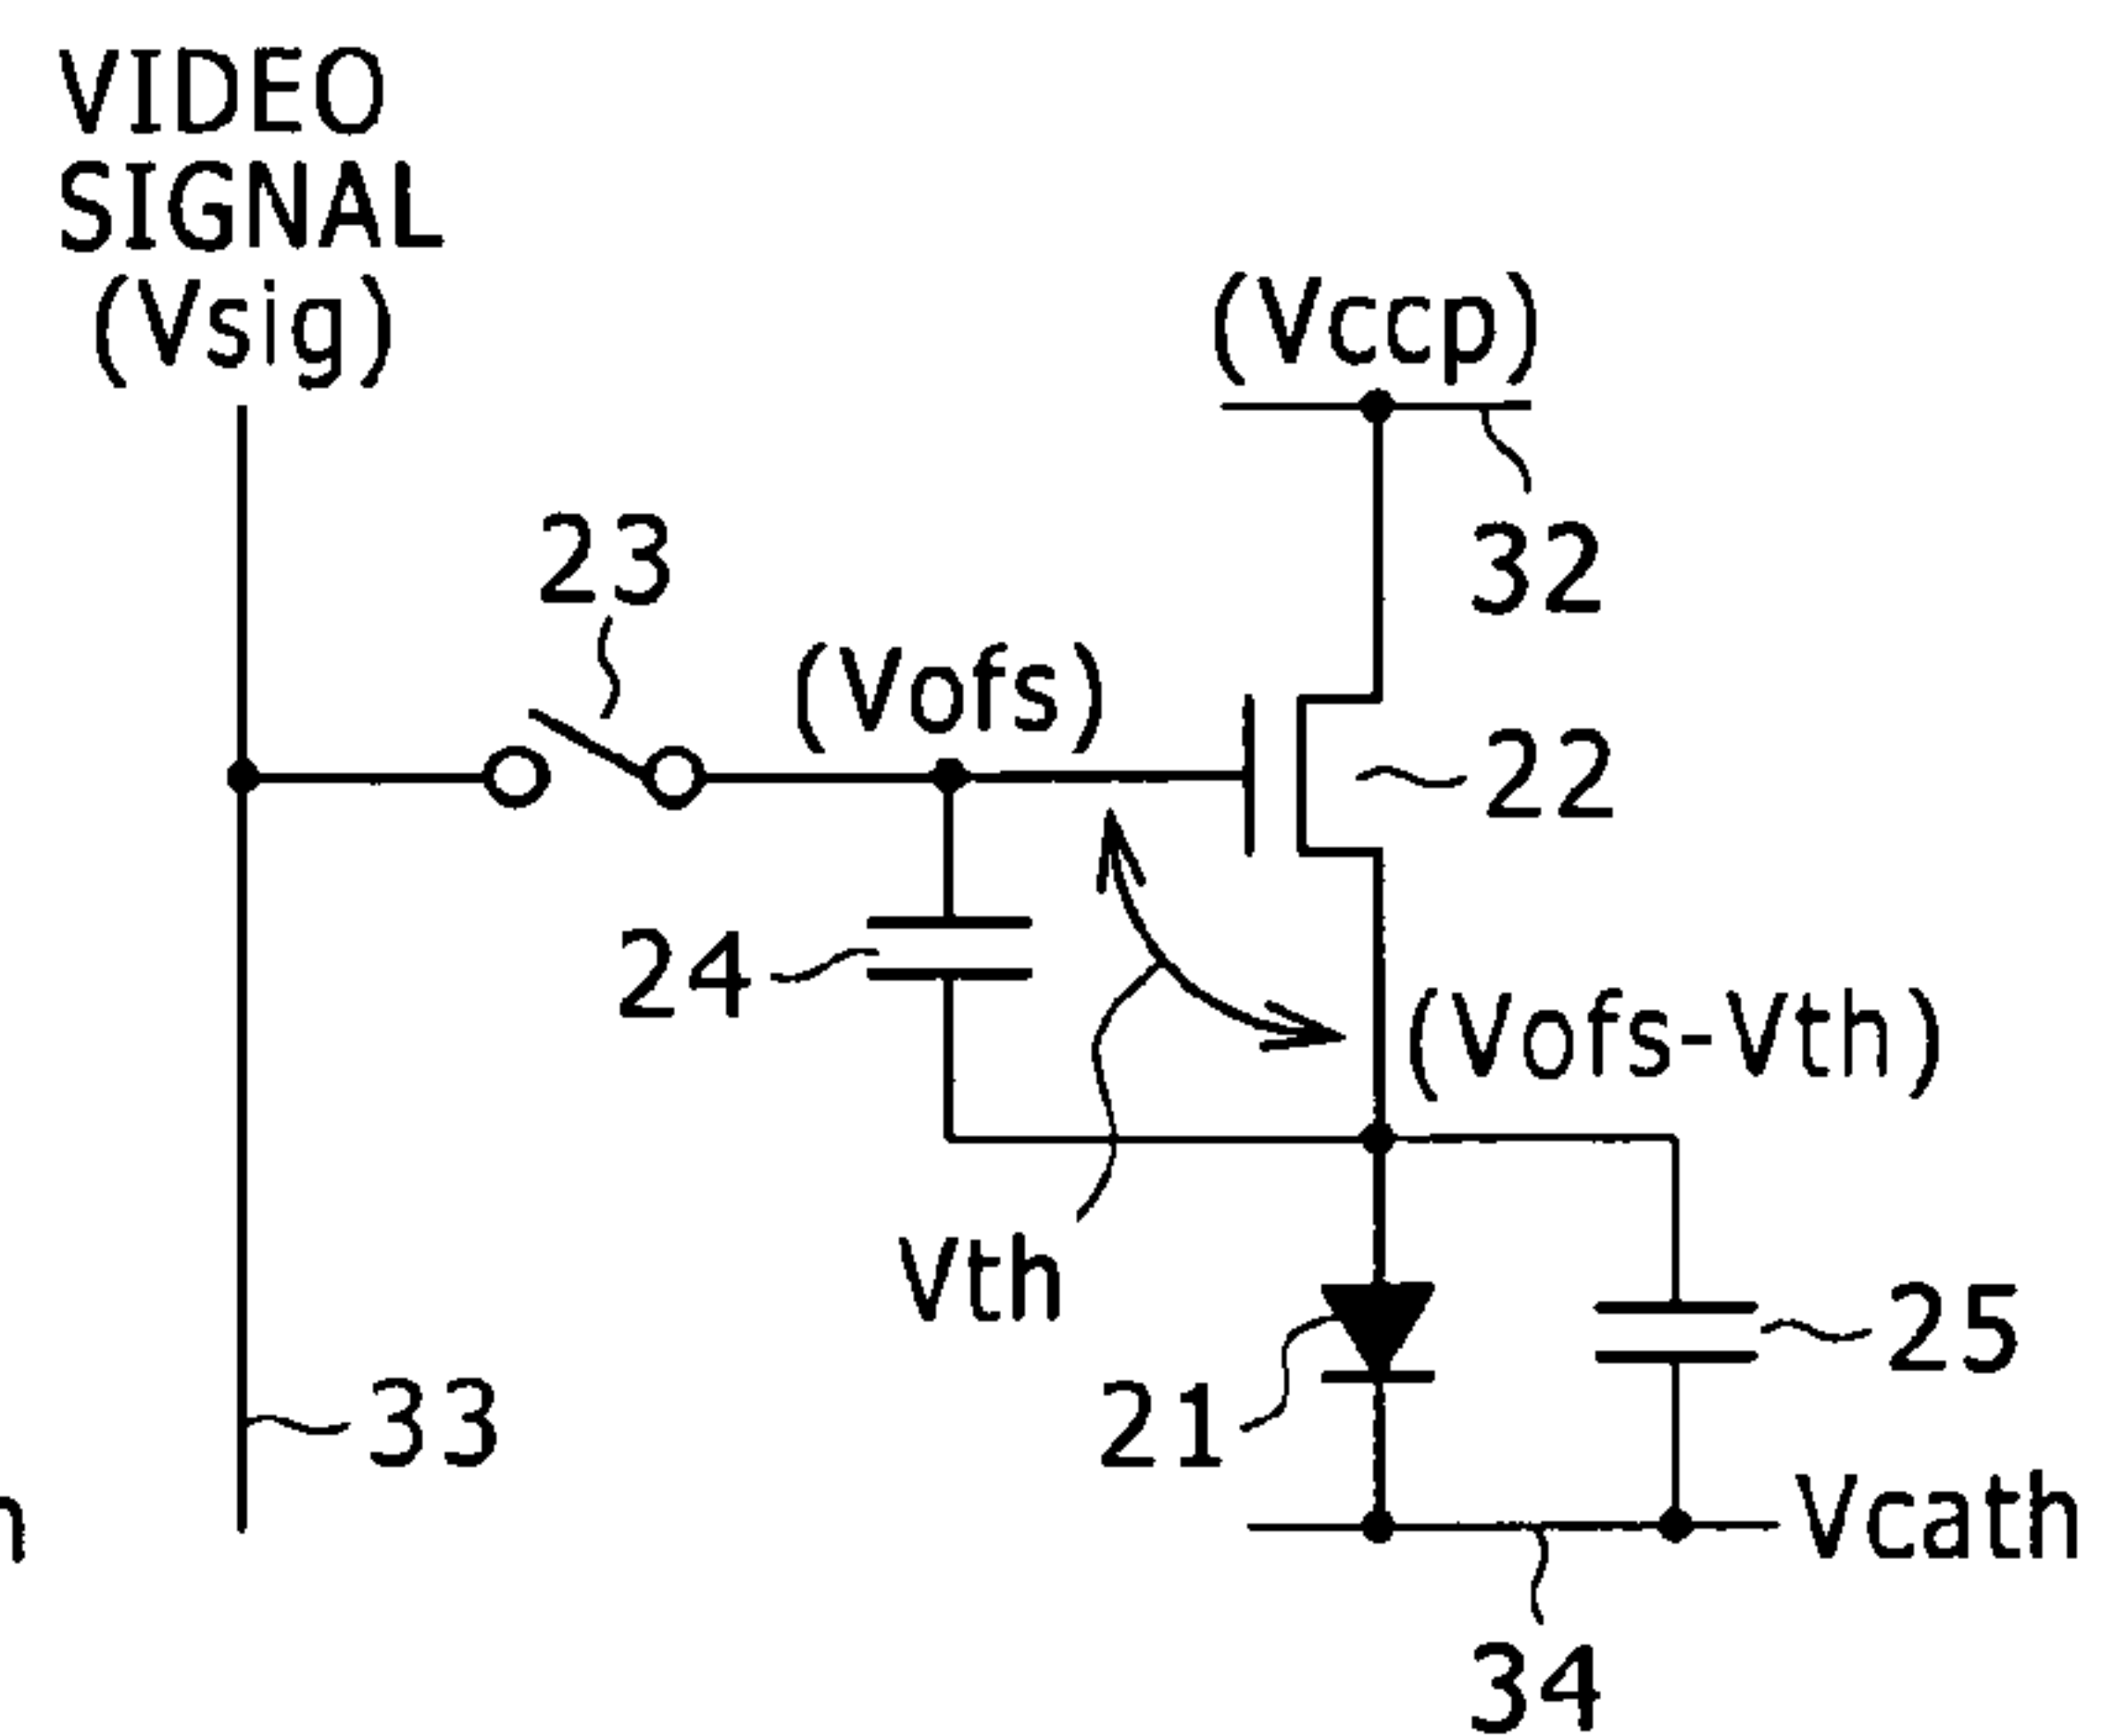 VIDEO
SIGNAL
(Vsig)
(Vccp)
32
23
(Vofs)
22
24
(Vofs-Vth)
Vth
25
21
33
n
Vcath
34